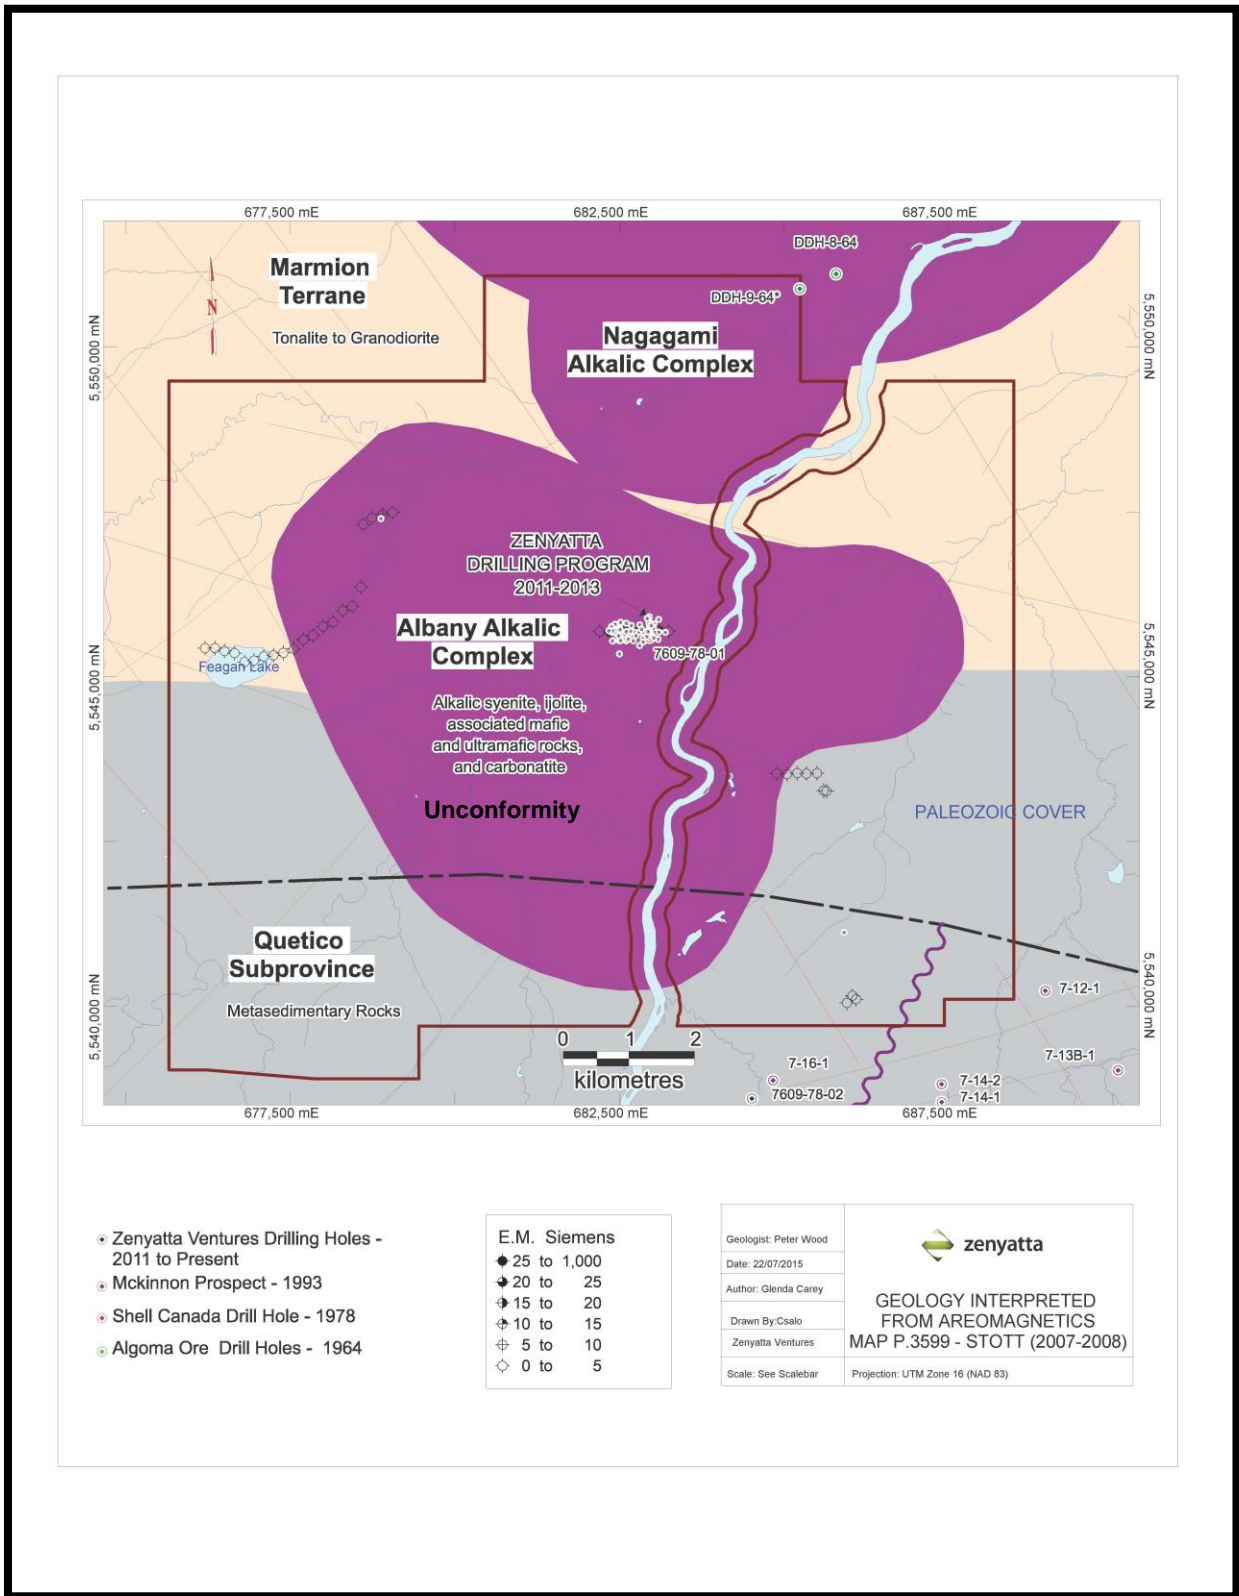 677,500 mE
682,500 mE
687,500 mE
DDH-8-64
Marmion
Terrane
DDH-9-64*
N
Tonalite to Granodiorite
Nagagami
Alkalic Complex
5,550,000 mN
5,550,000 mN
ZENYATTA
DRILLING PROGRAM
2011-2013
Albany Alkalic
Complex
7609-78-01
Feagan Lake
5,545,000 mN
5,545,000 mN
Alkalic syenite, ijolite,
associated mafic
and ultramafic rocks,
and carbonatite
Unconformity
PALEOZOIC COVER
Quetico
Subprovince
Metasedimentary Rocks
5,540,000 mN
5,540,000 mN
7-12-1
0 1 2
kilometres
7-16-1
7609-78-02
7-13B-1
7-14-2
7-14-1
677,500 mE
682,500 mE
687,500 mE
Zenyatta Ventures Drilling Holes -
2011 to Present
Mckinnon Prospect - 1993
Shell Canada Drill Hole - 1978
Algoma Ore Drill Holes - 1964
E.M. Siemens
25 to 1,000
20 to 25
15 to 20
10 to 15
5 to 10
0 to 5
Geologist: Peter Wood
Date: 22/07/2015
Author: Glenda Carey
Drawn By:Csalo
Zenyatta Ventures
Scale: See Scalebar
zenyatta
GEOLOGY INTERPRETED
FROM AREOMAGNETICS
MAP P.3599 - STOTT (2007-2008)
Projection: UTM Zone 16 (NAD 83)